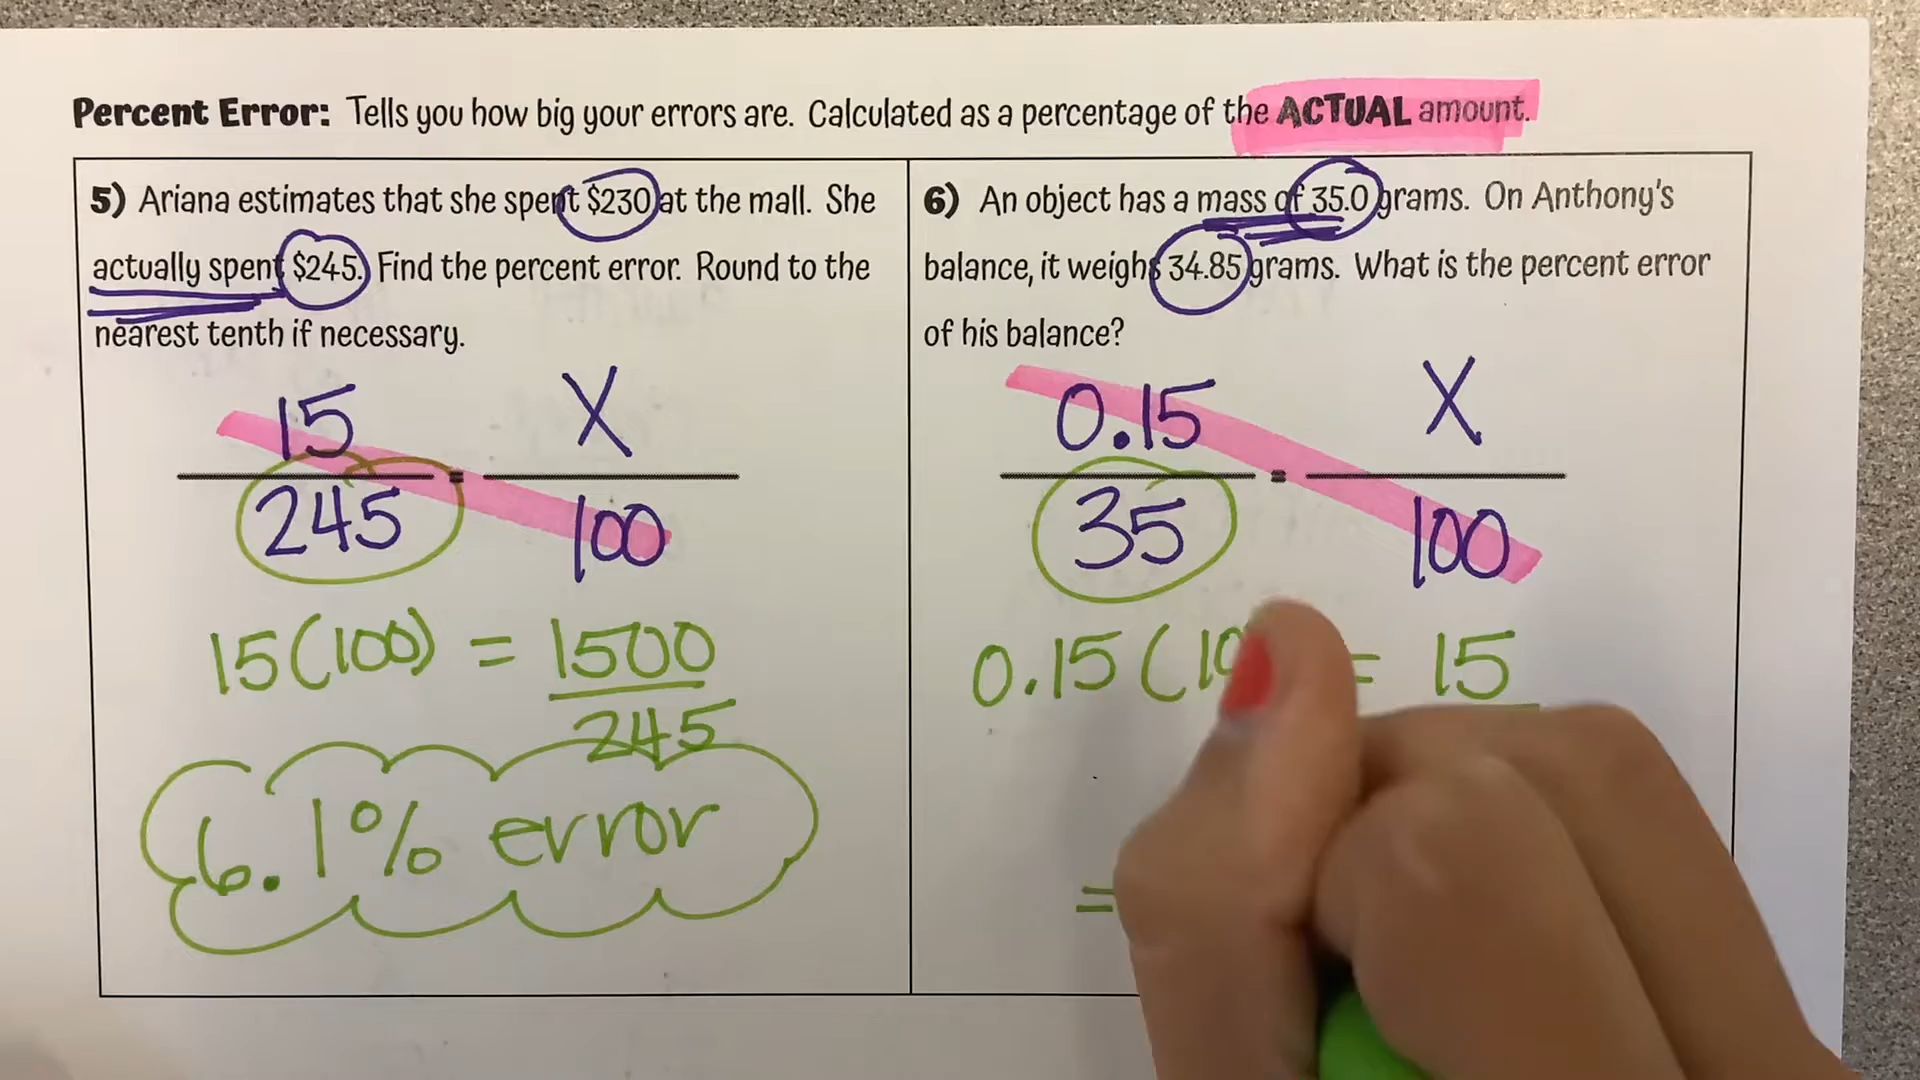 Percent Error: Tells you how big your errors are. Calculated as a percentage of the ACTUAL amount.
5) Ariana estimates that she spent $230 at the mall. She
actually spent $245. Find the percent error. Round to the
nearest tenth if necessary.
15 X
= 
245 100
15(100) = 1500
245
6.1% error
6) An object has a mass of 35.0 grams. On Anthony's
balance, it weighs 34.85 grams. What is the percent error
of his balance?
0.15 X
=
35 100
0.15 (10 = 15
=